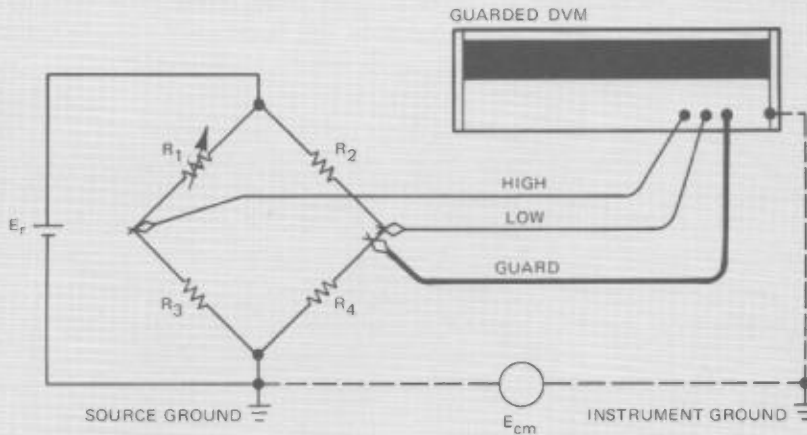 GUARDED DVM
R1
R2
HIGH
Er
LOW
GUARD
R3
R4
SOURCE GROUND
Ecm
INSTRUMENT GROUND